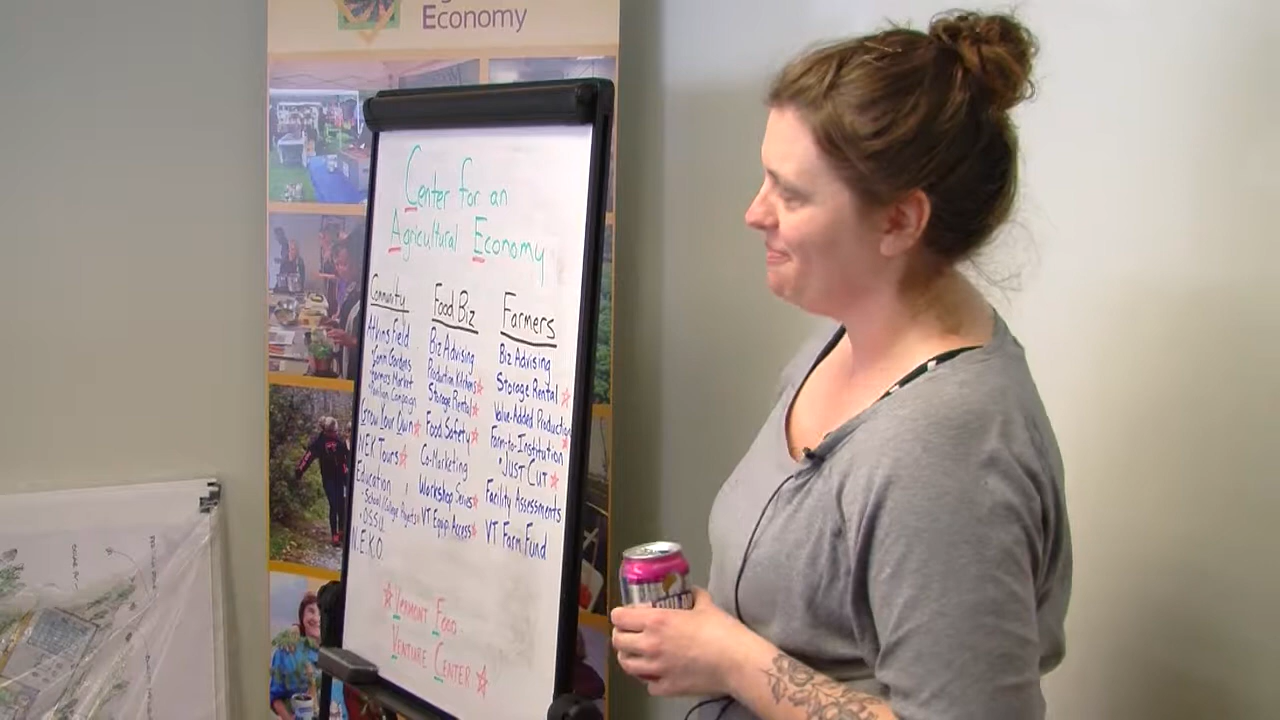 Economy
Center for an
Agricultural Economy
Community
Atkins Field
Comm Gardens
Farmers Market
Pavilion Campaign
Grow Your Own
NEK Tours
Education
School/College Projects
OSSU
N.E.K.O
Food Biz
Biz Advising
Production Kitchens
Storage Rental
Food Safety
Co-Marketing
Workshop Series
VT Equip Access
Farmers
Biz Advising
Storage Rental
Value-Added Production
Farm-to-Institution
• JUST CUT
Facility Assessments
VT Farm Fund
Vermont Food
Venture Center